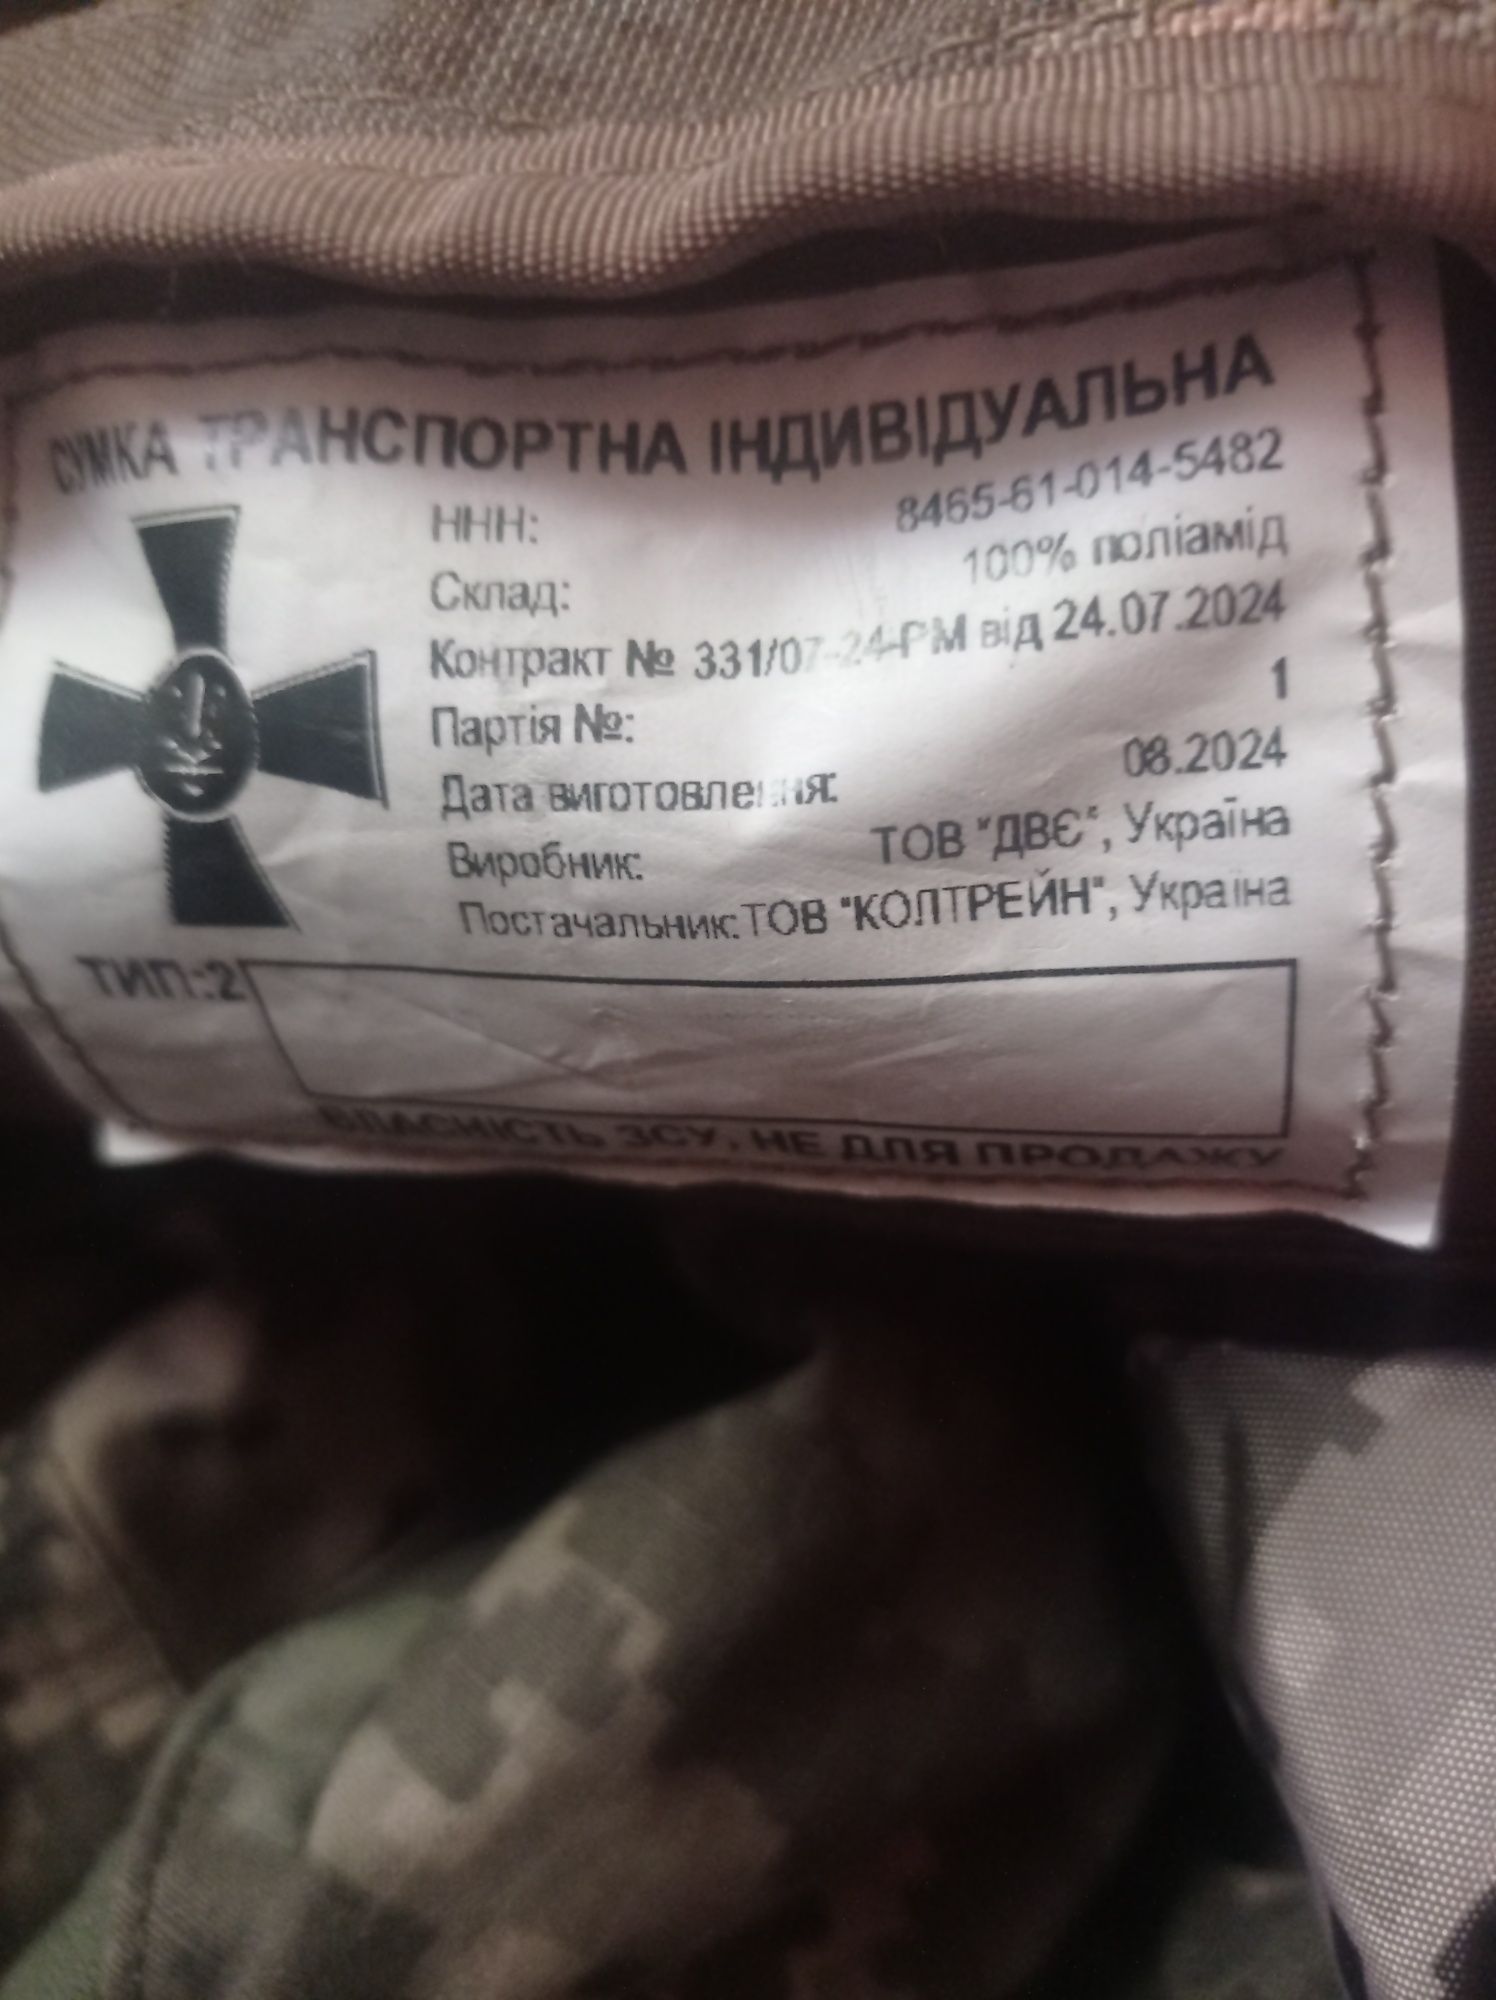 СУМКА ТРАНСПОРТНА ІНДИВІДУАЛЬНА
ННН: 8465-61-014-5482
Склад: 100% поліамід
Контракт № 331/07-24-РМ від 24.07.2024
Партія №: 1
Дата виготовлення: 08.2024
Виробник: ТОВ "ДВЄ", Україна
Постачальник: ТОВ "КОЛТРЕЙН", Україна
ТИП:2
ВЛАСНІСТЬ ЗСУ, НЕ ДЛЯ ПРОДАЖУ